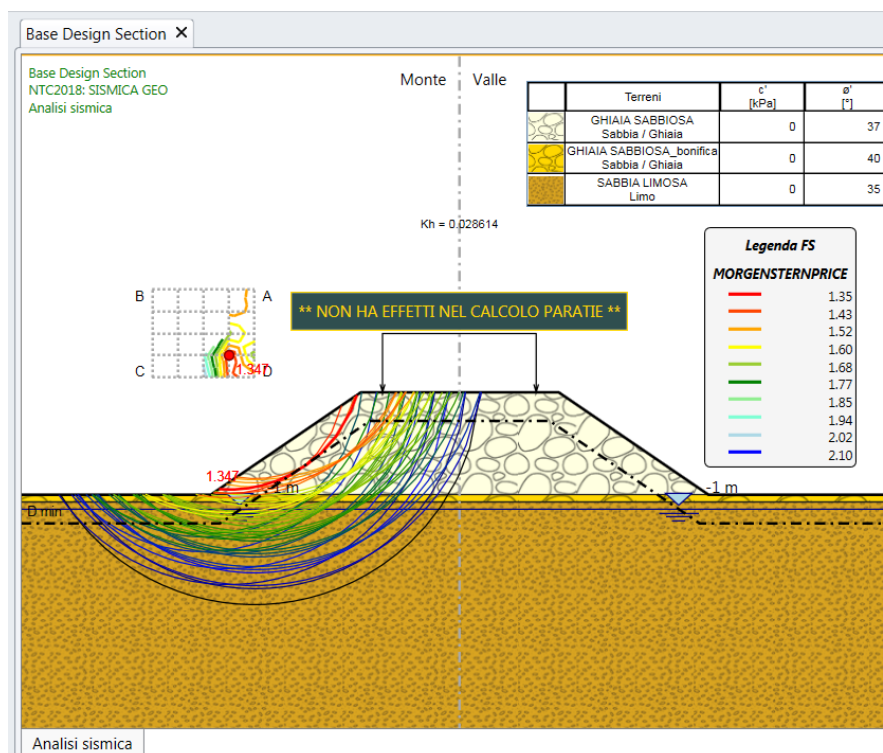 Base Design Section ✕
Base Design Section
NTC2018: SISMICA GEO
Analisi sismica
Monte Valle
Terreni c' ø'
[kPa] [°]
GHIAIA SABBIOSA
Sabbia / Ghiaia 0 37
GHIAIA SABBIOSA_bonifica
Sabbia / Ghiaia 0 40
SABBIA LIMOSA
Limo 0 35
Kh = 0.028614
Legenda FS
MORGENSTERNPRICE
1.35
1.43
1.52
1.60
1.68
1.77
1.85
1.94
2.02
2.10
B A
C D
1.347
** NON HA EFFETTI NEL CALCOLO PARATIE **
1.347
-1 m -1 m
D min
Analisi sismica